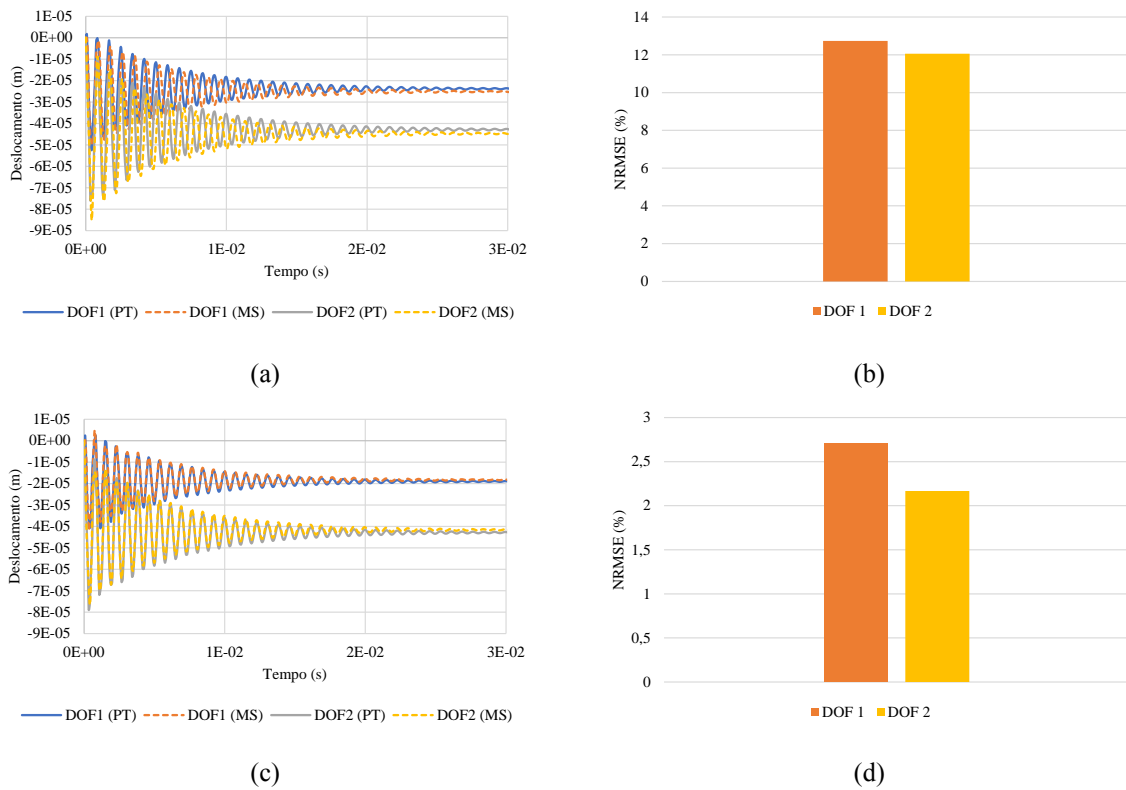 1E-05
0E+00
-1E-05
-2E-05
-3E-05
-4E-05
-5E-05
-6E-05
-7E-05
-8E-05
-9E-05
Deslocamento (m)
0E+00 1E-02 2E-02 3E-02
Tempo (s)
DOF1 (PT) DOF1 (MS) DOF2 (PT) DOF2 (MS)
(a)
14
12
10
8
6
4
2
0
NRMSE (%)
DOF 1 DOF 2
(b)
1E-05
0E+00
-1E-05
-2E-05
-3E-05
-4E-05
-5E-05
-6E-05
-7E-05
-8E-05
-9E-05
Deslocamento (m)
0E+00 1E-02 2E-02 3E-02
Tempo (s)
DOF1 (PT) DOF1 (MS) DOF2 (PT) DOF2 (MS)
(c)
3
2,5
2
1,5
1
0,5
0
NRMSE (%)
DOF 1 DOF 2
(d)